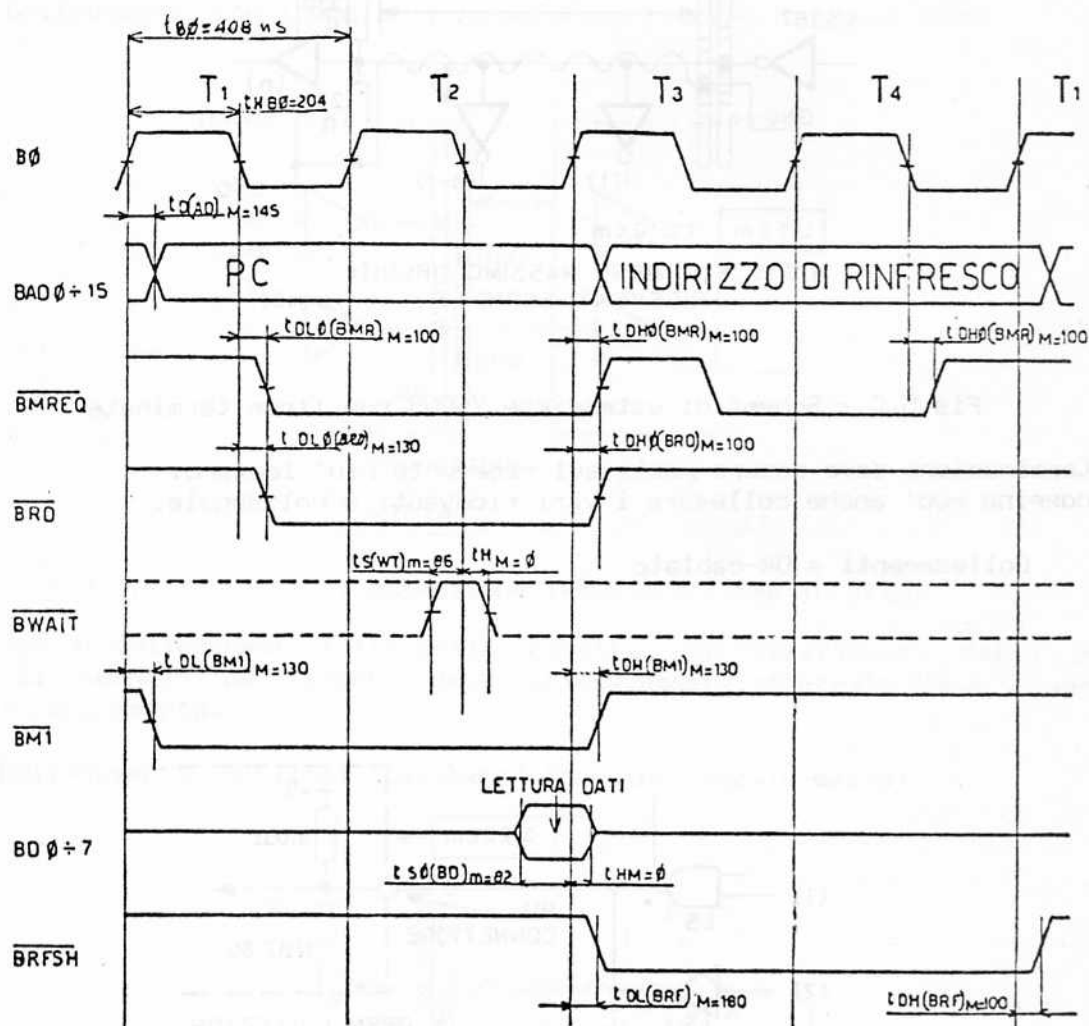 tBØ=408 nS
T1 T2 T3 T4 T1
tHBØ=204
BØ
tD(AD) M=145
BAD Ø÷15
PC
INDIRIZZO DI RINFRESCO
tDLØ(BMR) M=100
tDHØ(BMR) M=100
tDHØ(BMR) M=100
BMREQ
tDLØ(BRD) M=130
tDHØ(BRD) M=100
BRD
tS(WT) m=86
tH M=Ø
BWAIT
tDL(BM1) M=130
tDH(BM1) M=130
BM1
LETTURA DATI
BD Ø÷7
tSØ(BD) m=82
tHM=Ø
BRFSH
tDL(BRF) M=180
tDH(BRF) M=100